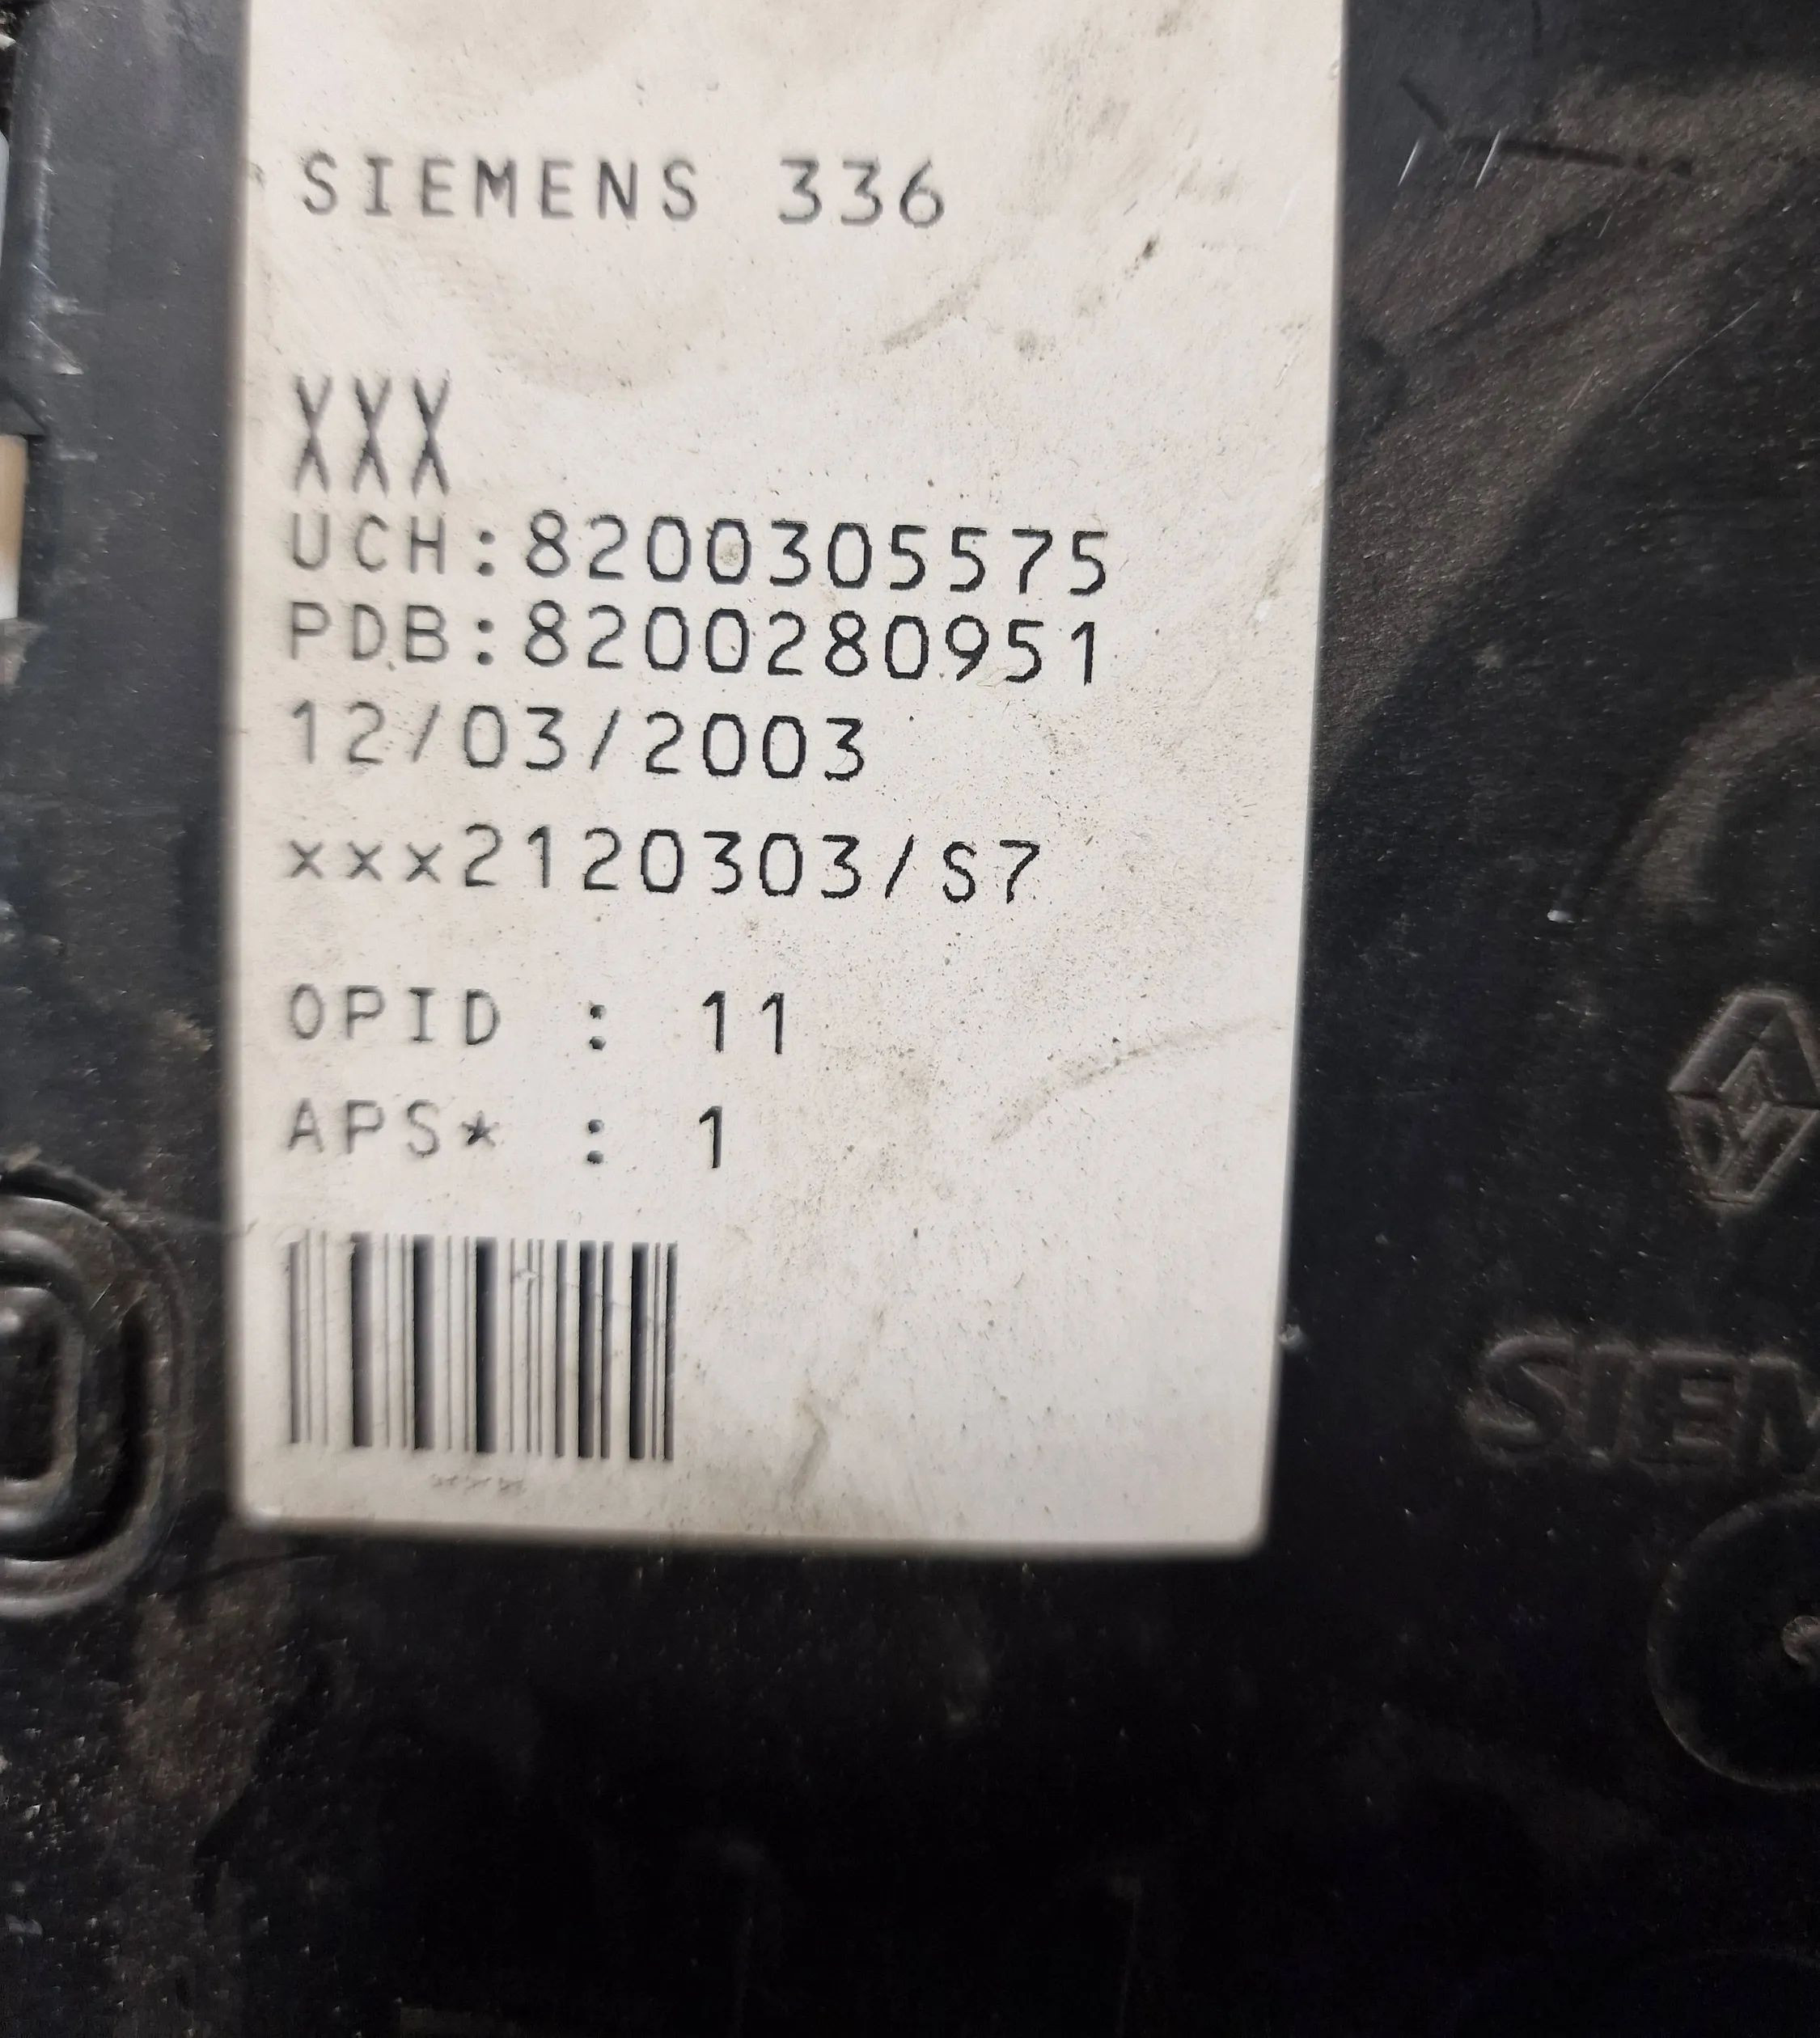 SIEMENS 336
XXX
UCH:8200305575
PDB:8200280951
12/03/2003
xxx2120303/S7
OPID : 11
APS* : 1
SIEM